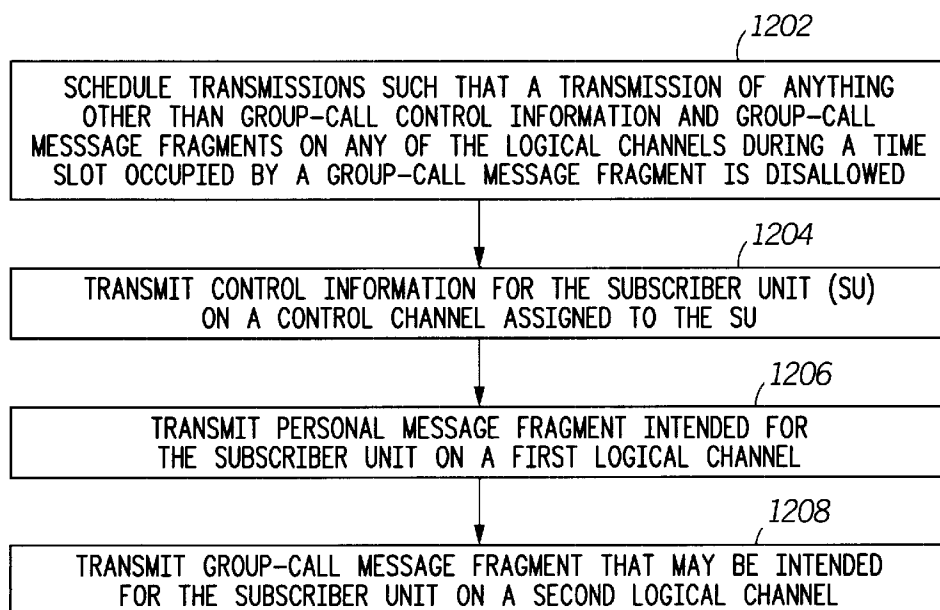 1202
SCHEDULE TRANSMISSIONS SUCH THAT A TRANSMISSION OF ANYTHING
OTHER THAN GROUP-CALL CONTROL INFORMATION AND GROUP-CALL
MESSSAGE FRAGMENTS ON ANY OF THE LOGICAL CHANNELS DURING A TIME
SLOT OCCUPIED BY A GROUP-CALL MESSAGE FRAGMENT IS DISALLOWED
1204
TRANSMIT CONTROL INFORMATION FOR THE SUBSCRIBER UNIT (SU)
ON A CONTROL CHANNEL ASSIGNED TO THE SU
1206
TRANSMIT PERSONAL MESSAGE FRAGMENT INTENDED FOR
THE SUBSCRIBER UNIT ON A FIRST LOGICAL CHANNEL
1208
TRANSMIT GROUP-CALL MESSAGE FRAGMENT THAT MAY BE INTENDED
FOR THE SUBSCRIBER UNIT ON A SECOND LOGICAL CHANNEL